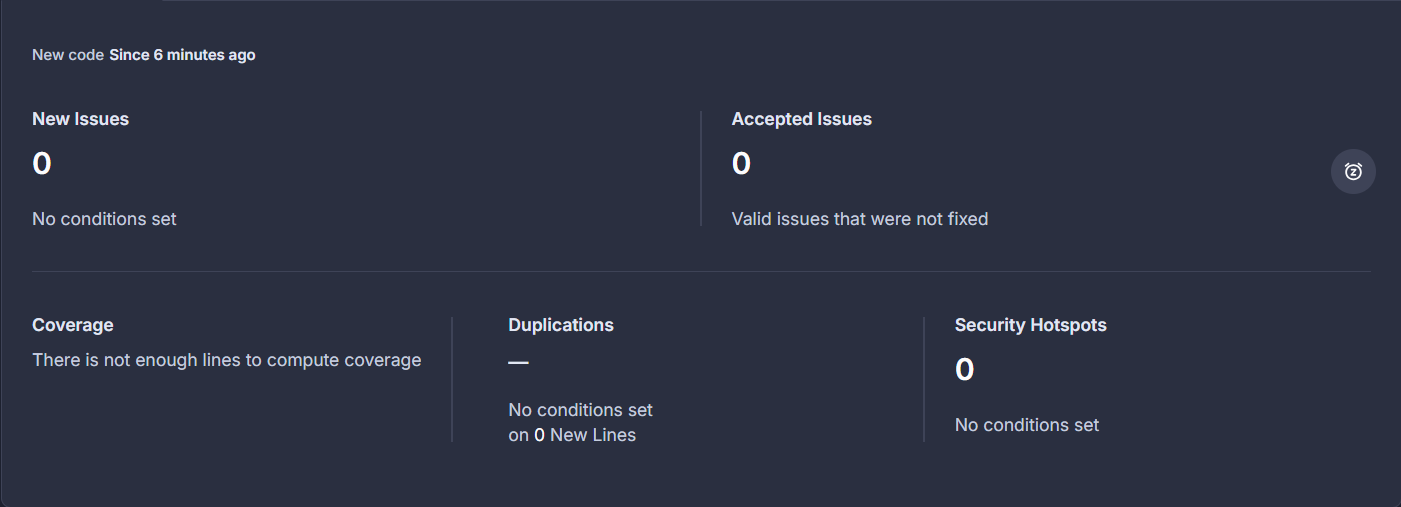 New code Since 6 minutes ago
New Issues
0
No conditions set
Accepted Issues
0
Valid issues that were not fixed
Coverage
There is not enough lines to compute coverage
Duplications
—
No conditions set
on 0 New Lines
Security Hotspots
0
No conditions set